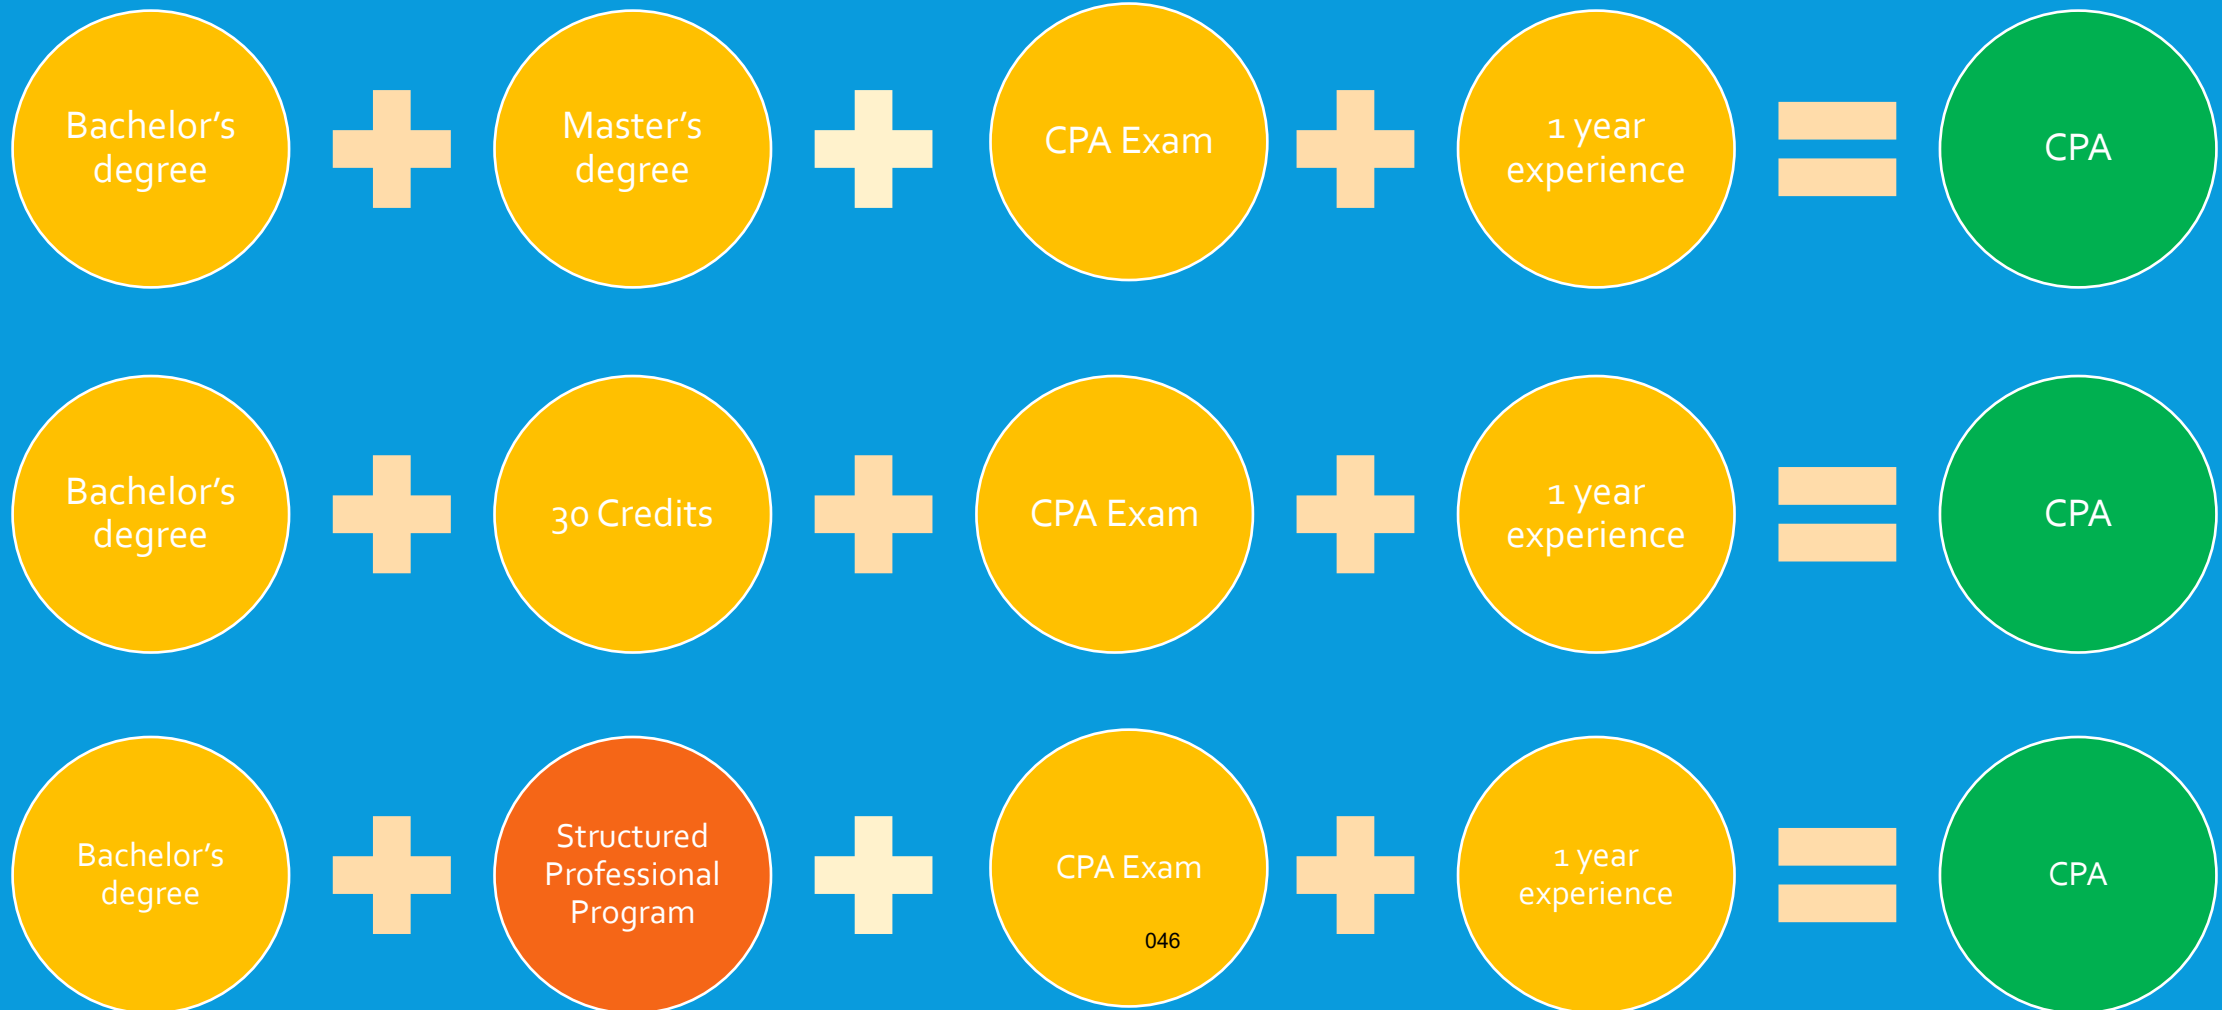 Bachelor’s
degree
Master’s
degree
CPA Exam
1 year
experience
CPA
Bachelor’s
degree
30 Credits
CPA Exam
1 year
experience
CPA
Bachelor’s
degree
Structured
Professional
Program
CPA Exam
046
1 year
experience
CPA